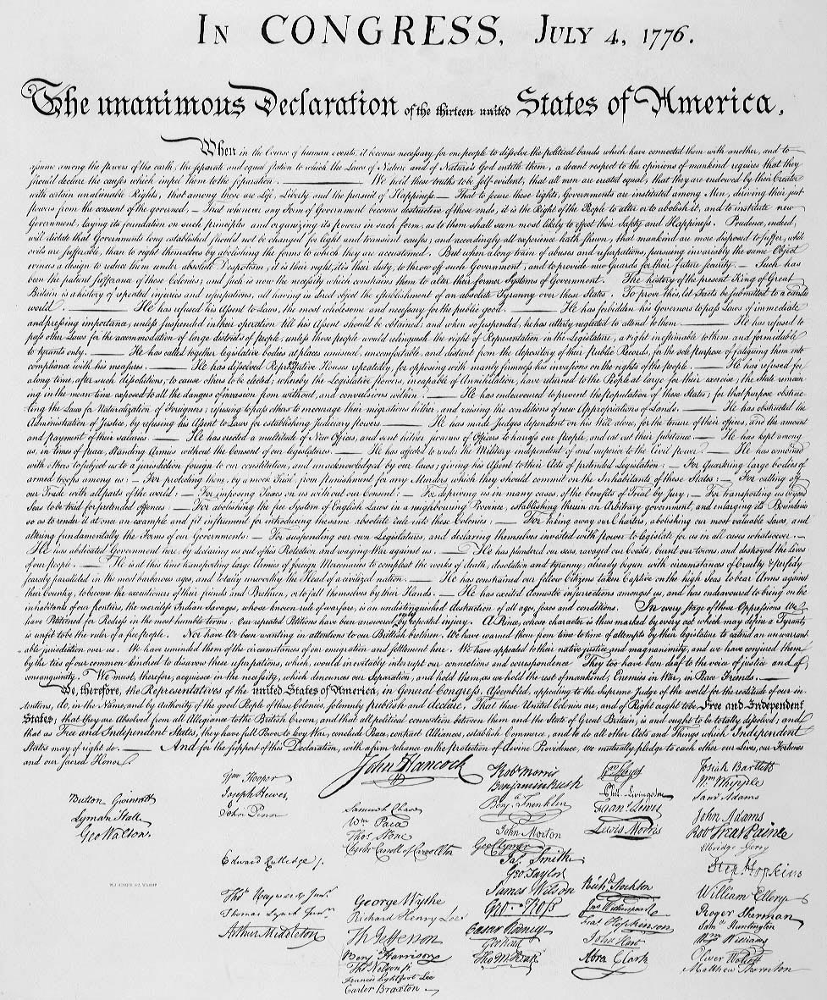 IN CONGRESS, JULY 4, 1776.
The unanimous Declaration of the thirteen united States of America,
When in the Course of human events, it becomes necessary for one people to dissolve the political bands which have connected them with another, and to
assume among the powers of the earth, the separate and equal station to which the Laws of Nature and of Nature's God entitle them, a decent respect to the opinions of mankind requires that they
should declare the causes which impel them to the separation. ——— We hold these truths to be self-evident, that all men are created equal, that they are endowed by their Creator
with certain unalienable Rights, that among these are Life, Liberty and the pursuit of Happiness. — That to secure these rights, Governments are instituted among Men, deriving their just
powers from the consent of the governed, — That whenever any Form of Government becomes destructive of these ends, it is the Right of the People to alter or to abolish it, and to institute new
Government, laying its foundation on such principles and organizing its powers in such form, as to them shall seem most likely to effect their Safety and Happiness. Prudence, indeed,
will dictate that Governments long established should not be changed for light and transient causes; and accordingly all experience hath shewn, that mankind are more disposed to suffer, while
evils are sufferable, than to right themselves by abolishing the forms to which they are accustomed. But when a long train of abuses and usurpations, pursuing invariably the same Object
evinces a design to reduce them under absolute Despotism, it is their right, it is their duty, to throw off such Government, and to provide new Guards for their future security. — Such has
been the patient sufferance of these Colonies; and such is now the necessity which constrains them to alter their former Systems of Government. The history of the present King of Great
Britain is a history of repeated injuries and usurpations, all having in direct object the establishment of an absolute Tyranny over these States. To prove this, let Facts be submitted to a candid
world. ——— He has refused his Assent to Laws, the most wholesome and necessary for the public good. ——— He has forbidden his Governors to pass Laws of immediate
and pressing importance, unless suspended in their operation till his Assent should be obtained; and when so suspended, he has utterly neglected to attend to them. ——— He has refused to
pass other Laws for the accommodation of large districts of people, unless those people would relinquish the right of Representation in the Legislature, a right inestimable to them and formidable
to tyrants only. ——— He has called together legislative bodies at places unusual, uncomfortable, and distant from the depository of their public Records, for the sole purpose of fatiguing them into
compliance with his measures. ——— He has dissolved Representative Houses repeatedly, for opposing with manly firmness his invasions on the rights of the people. ——— He has refused for
a long time, after such dissolutions, to cause others to be elected; whereby the Legislative powers, incapable of Annihilation, have returned to the People at large for their exercise; the State remain
ing in the mean time exposed to all the dangers of invasion from without, and convulsions within. ——— He has endeavoured to prevent the Population of these States; for that purpose obstruc
ting the Laws for Naturalization of Foreigners; refusing to pass others to encourage their migrations hither, and raising the conditions of new Appropriations of Lands. ——— He has obstructed the
Administration of Justice, by refusing his Assent to Laws for establishing Judiciary powers. ——— He has made Judges dependent on his Will alone, for the tenure of their offices, and the amount
and payment of their salaries. ——— He has erected a multitude of New Offices, and sent hither swarms of Officers to harrass our people, and eat out their substance. ——— He has kept among
us, in times of peace, Standing Armies without the Consent of our legislatures. ——— He has affected to render the Military independent of and superior to the Civil power. ——— He has combined
with others to subject us to a jurisdiction foreign to our constitution, and unacknowledged by our laws; giving his Assent to their Acts of pretended Legislation: — For Quartering large bodies of
armed troops among us: — For protecting them, by a mock Trial, from punishment for any Murders which they should commit on the Inhabitants of these States: — For cutting off
our Trade with all parts of the world: — For imposing Taxes on us without our Consent: — For depriving us in many cases, of the benefits of Trial by jury: — For transporting us beyond
Seas to be tried for pretended offences — For abolishing the free System of English Laws in a neighbouring Province, establishing therein an Arbitrary government, and enlarging its Boundaries
so as to render it at once an example and fit instrument for introducing the same absolute rule into these Colonies: — For taking away our Charters, abolishing our most valuable Laws, and
altering fundamentally the Forms of our Governments: — For suspending our own Legislatures, and declaring themselves invested with power to legislate for us in all cases whatsoever. —
He has abdicated Government here, by declaring us out of his Protection and waging War against us. ——— He has plundered our seas, ravaged our Coasts, burnt our towns, and destroyed the lives
of our people. ——— He is at this time transporting large Armies of foreign Mercenaries to compleat the works of death, desolation and tyranny, already begun with circumstances of Cruelty & perfidy
scarcely paralleled in the most barbarous ages, and totally unworthy the Head of a civilized nation. ——— He has constrained our fellow Citizens taken Captive on the high Seas to bear Arms against
their Country, to become the executioners of their friends and Brethren, or to fall themselves by their Hands. ——— He has excited domestic insurrections amongst us, and has endeavoured to bring on the
inhabitants of our frontiers, the merciless Indian Savages, whose known rule of warfare, is an undistinguished destruction of all ages, sexes and conditions. In every stage of these Oppressions We
have Petitioned for Redress in the most humble terms: Our repeated Petitions have been answered only by repeated injury. A Prince, whose character is thus marked by every act which may define a Tyrant,
is unfit to be the ruler of a free people. Nor have We been wanting in attentions to our Brittish brethren. We have warned them from time to time of attempts by their legislature to extend an unwarrant
able jurisdiction over us. We have reminded them of the circumstances of our emigration and settlement here. We have appealed to their native justice and magnanimity, and we have conjured them
by the ties of our common kindred to disavow these usurpations, which, would inevitably interrupt our connections and correspondence. They too have been deaf to the voice of justice and of
consanguinity. We must, therefore, acquiesce in the necessity, which denounces our Separation, and hold them, as we hold the rest of mankind, Enemies in War, in Peace Friends. ———
We, therefore, the Representatives of the united States of America, in General Congress, Assembled, appealing to the Supreme Judge of the world for the rectitude of our in
tentions, do, in the Name, and by Authority of the good People of these Colonies, solemnly publish and declare, That these United Colonies are, and of Right ought to be Free and Independent
States; that they are Absolved from all Allegiance to the British Crown, and that all political connection between them and the State of Great Britain, is and ought to be totally dissolved; and
that as Free and Independent States, they have full Power to levy War, conclude Peace, contract Alliances, establish Commerce, and to do all other Acts and Things which Independent
States may of right do. ——— And for the support of this Declaration, with a firm reliance on the protection of divine Providence, we mutually pledge to each other our Lives, our Fortunes
and our sacred Honor.
Button Gwinnett
Lyman Hall
Geo Walton.
Wm Hooper
Joseph Hewes,
John Penn
Edward Rutledge /.
Thos Heyward Junr.
Thomas Lynch Junr.
Arthur Middleton
John Hancock
Samuel Chase
Wm Paca
Thos Stone
Charles Carroll of Carrollton
George Wythe
Richard Henry Lee
Th Jefferson
Benj Harrison
Thos Nelson jr.
Francis Lightfoot Lee
Carter Braxton
Robt Morris
Benjamin Rush
Benj Franklin
John Morton
Geo Clymer
Jas Smith
Geo Taylor
James Wilson
Geo. Ross
Caesar Rodney
Geo Read
Tho M:Kean
Phil. Livingston
Frans Lewis
Lewis Morris
Richd Stockton
Jno Witherspoon
Fras Hopkinson
John Hart
Abra Clark
Josiah Bartlett
Wm Whipple
Saml Adams
John Adams
Robt Treat Paine
Elbridge Gerry
Step Hopkins
William Ellery
Roger Sherman
Saml Huntington
Wm Williams
Oliver Wolcott
Matthew Thornton